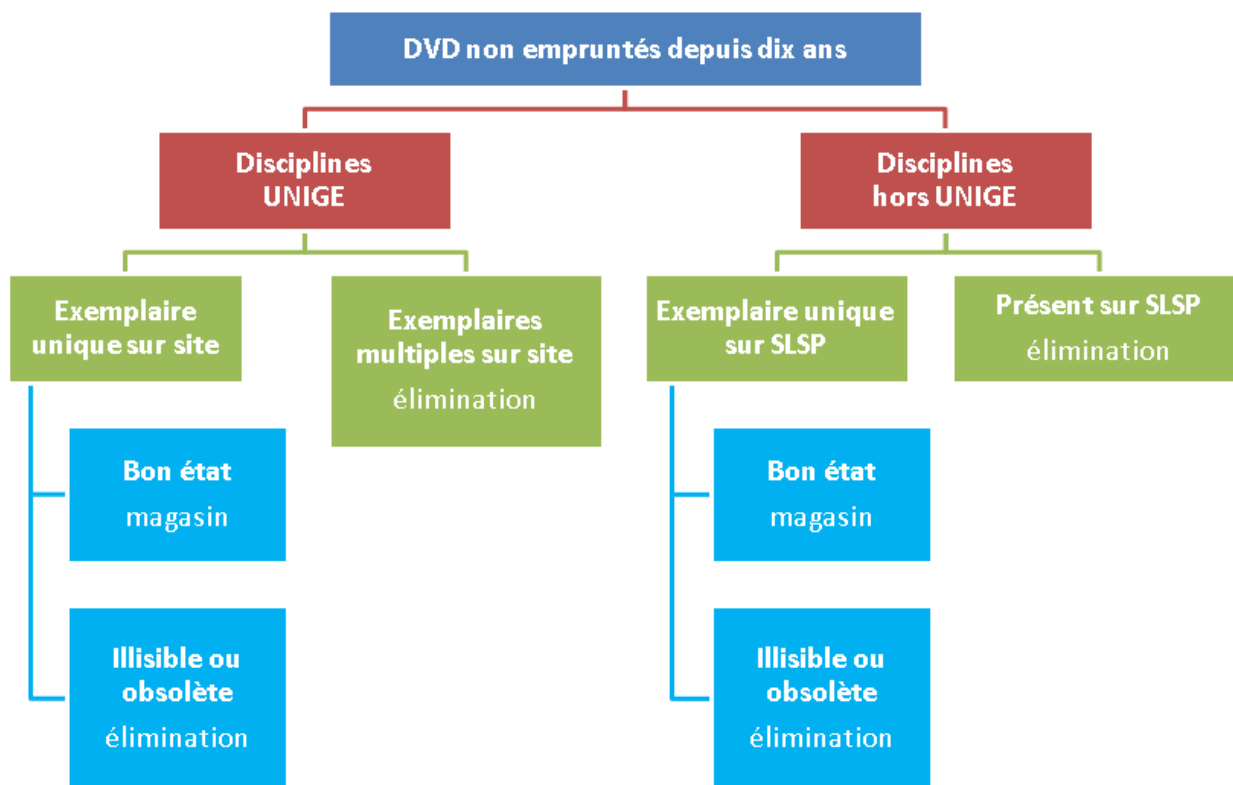 DVD non empruntés depuis dix ans
Disciplines
UNIGE
Disciplines
hors UNIGE
Exemplaire
unique sur site
Exemplaires
multiples sur site
élimination
Exemplaire unique
sur SLSP
Présent sur SLSP
élimination
Bon état
magasin
Bon état
magasin
Illisible ou
obsolète
élimination
Illisible ou
obsolète
élimination